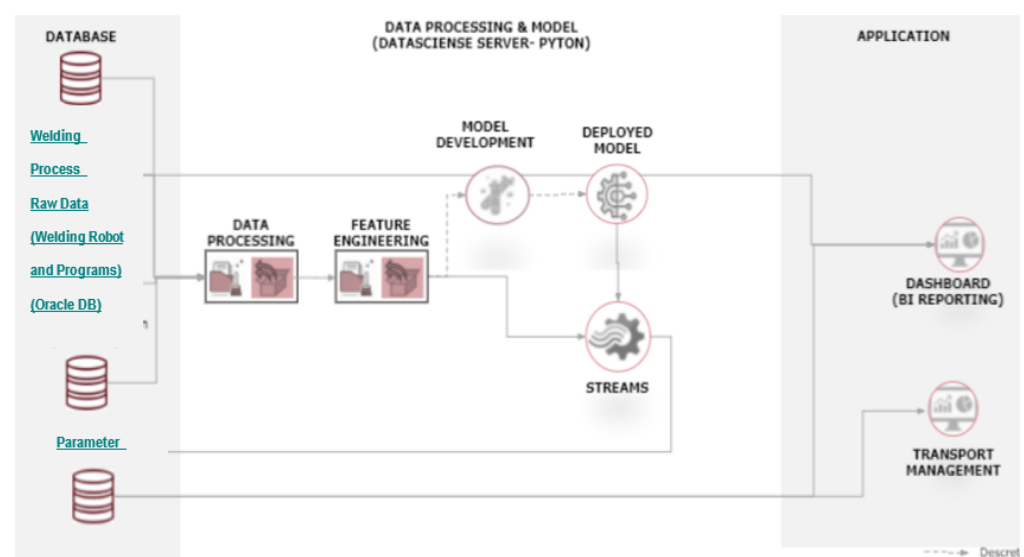 DATABASE
DATA PROCESSING & MODEL
(DATASCIENSE SERVER- PYTON)
APPLICATION
Welding
Process
Raw Data
(Welding Robot
and Programs)
(Oracle DB)
MODEL
DEVELOPMENT
DEPLOYED
MODEL
DATA
PROCESSING
FEATURE
ENGINEERING
DASHBOARD
(BI REPORTING)
STREAMS
Parameter
TRANSPORT
MANAGEMENT
Descret